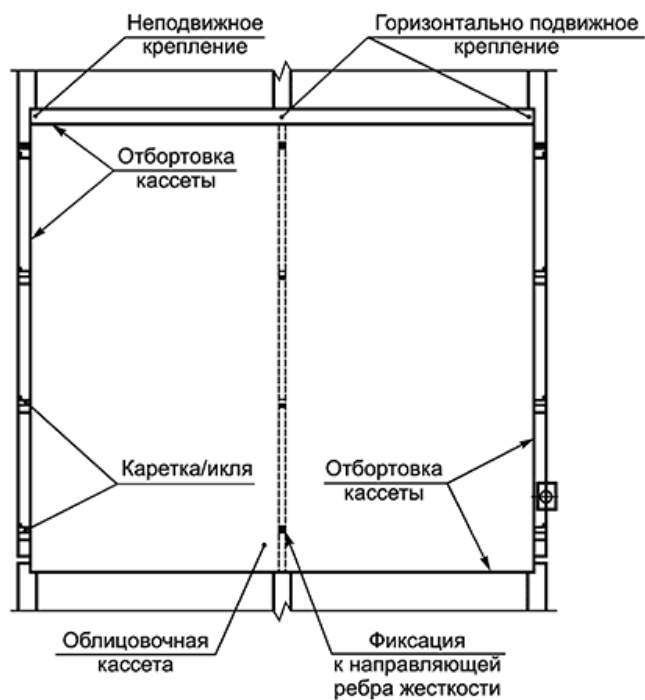 Неподвижное
крепление
Горизонтально подвижное
крепление
Отбортовка
кассеты
Каретка/икля
Отбортовка
кассеты
Облицовочная
кассета
Фиксация
к направляющей
ребра жесткости